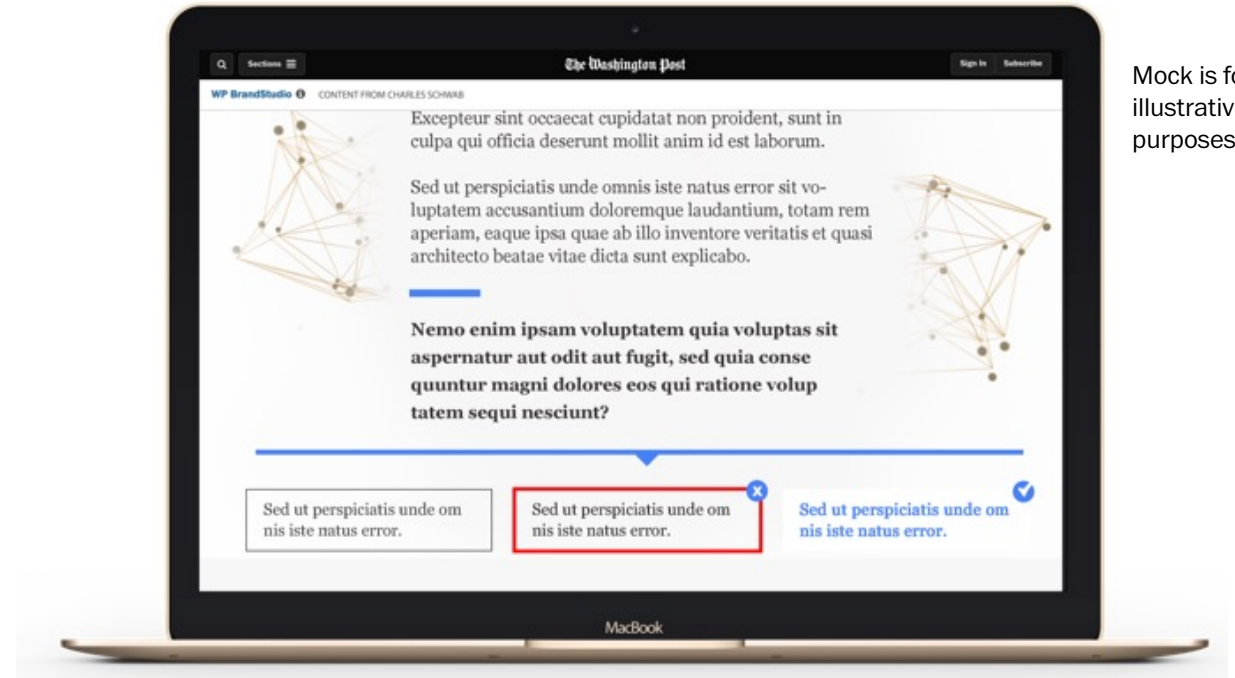 Sections
The Washington Post
Sign In Subscribe
WP BrandStudio CONTENT FROM CHARLES SCHWAB
Excepteur sint occaecat cupidatat non proident, sunt in
culpa qui officia deserunt mollit anim id est laborum.
Sed ut perspiciatis unde omnis iste natus error sit vo-
luptatem accusantium doloremque laudantium, totam rem
aperiam, eaque ipsa quae ab illo inventore veritatis et quasi
architecto beatae vitae dicta sunt explicabo.
Nemo enim ipsam voluptatem quia voluptas sit
aspernatur aut odit aut fugit, sed quia conse
quuntur magni dolores eos qui ratione volup
tatem sequi nesciunt?
Sed ut perspiciatis unde om
nis iste natus error.
Sed ut perspiciatis unde om
nis iste natus error.
Sed ut perspiciatis unde om
nis iste natus error.
MacBook
Mock is fo
illustrativ
purposes